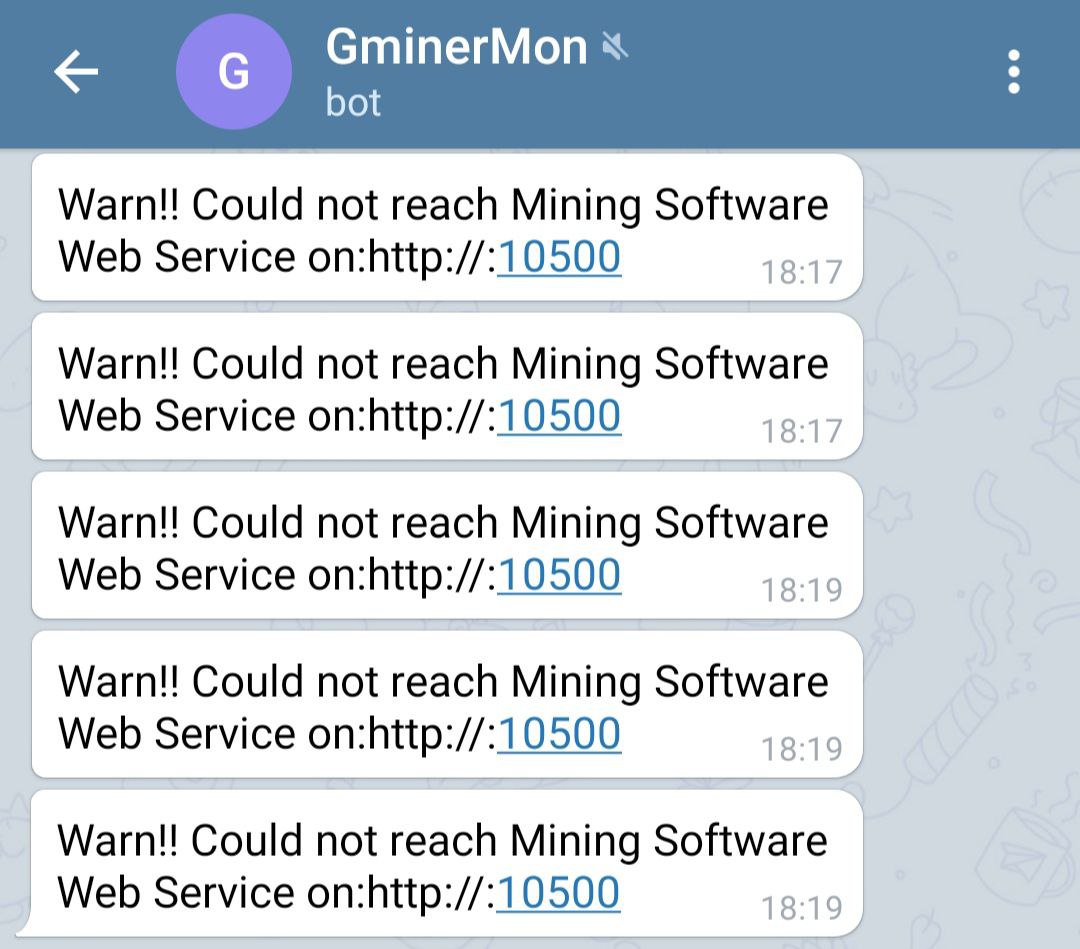 GminerMon
G
bot
Warn!! Could not reach Mining Software
Web Service on:http://:10500
18:17
Warn!! Could not reach Mining Software
Web Service on:http://:10500
18:17
Warn!! Could not reach Mining Software
Web Service on:http://:10500
18:19
Warn!! Could not reach Mining Software
Web Service on:http://:10500
18:19
Warn!! Could not reach Mining Software
Web Service on:http://:10500
18:19